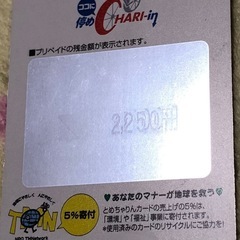 ココに
停め CHARI-in
■プリペイドの残金額が表示されます。
2250円
TON
5%寄付
♥あなたのマナーが地球を救う♥
とめちゃりんカードの売上げの5%は、
「環境」や「福祉」事業に寄付されます。
*使用済みのカードのリサイクルにご協力を!